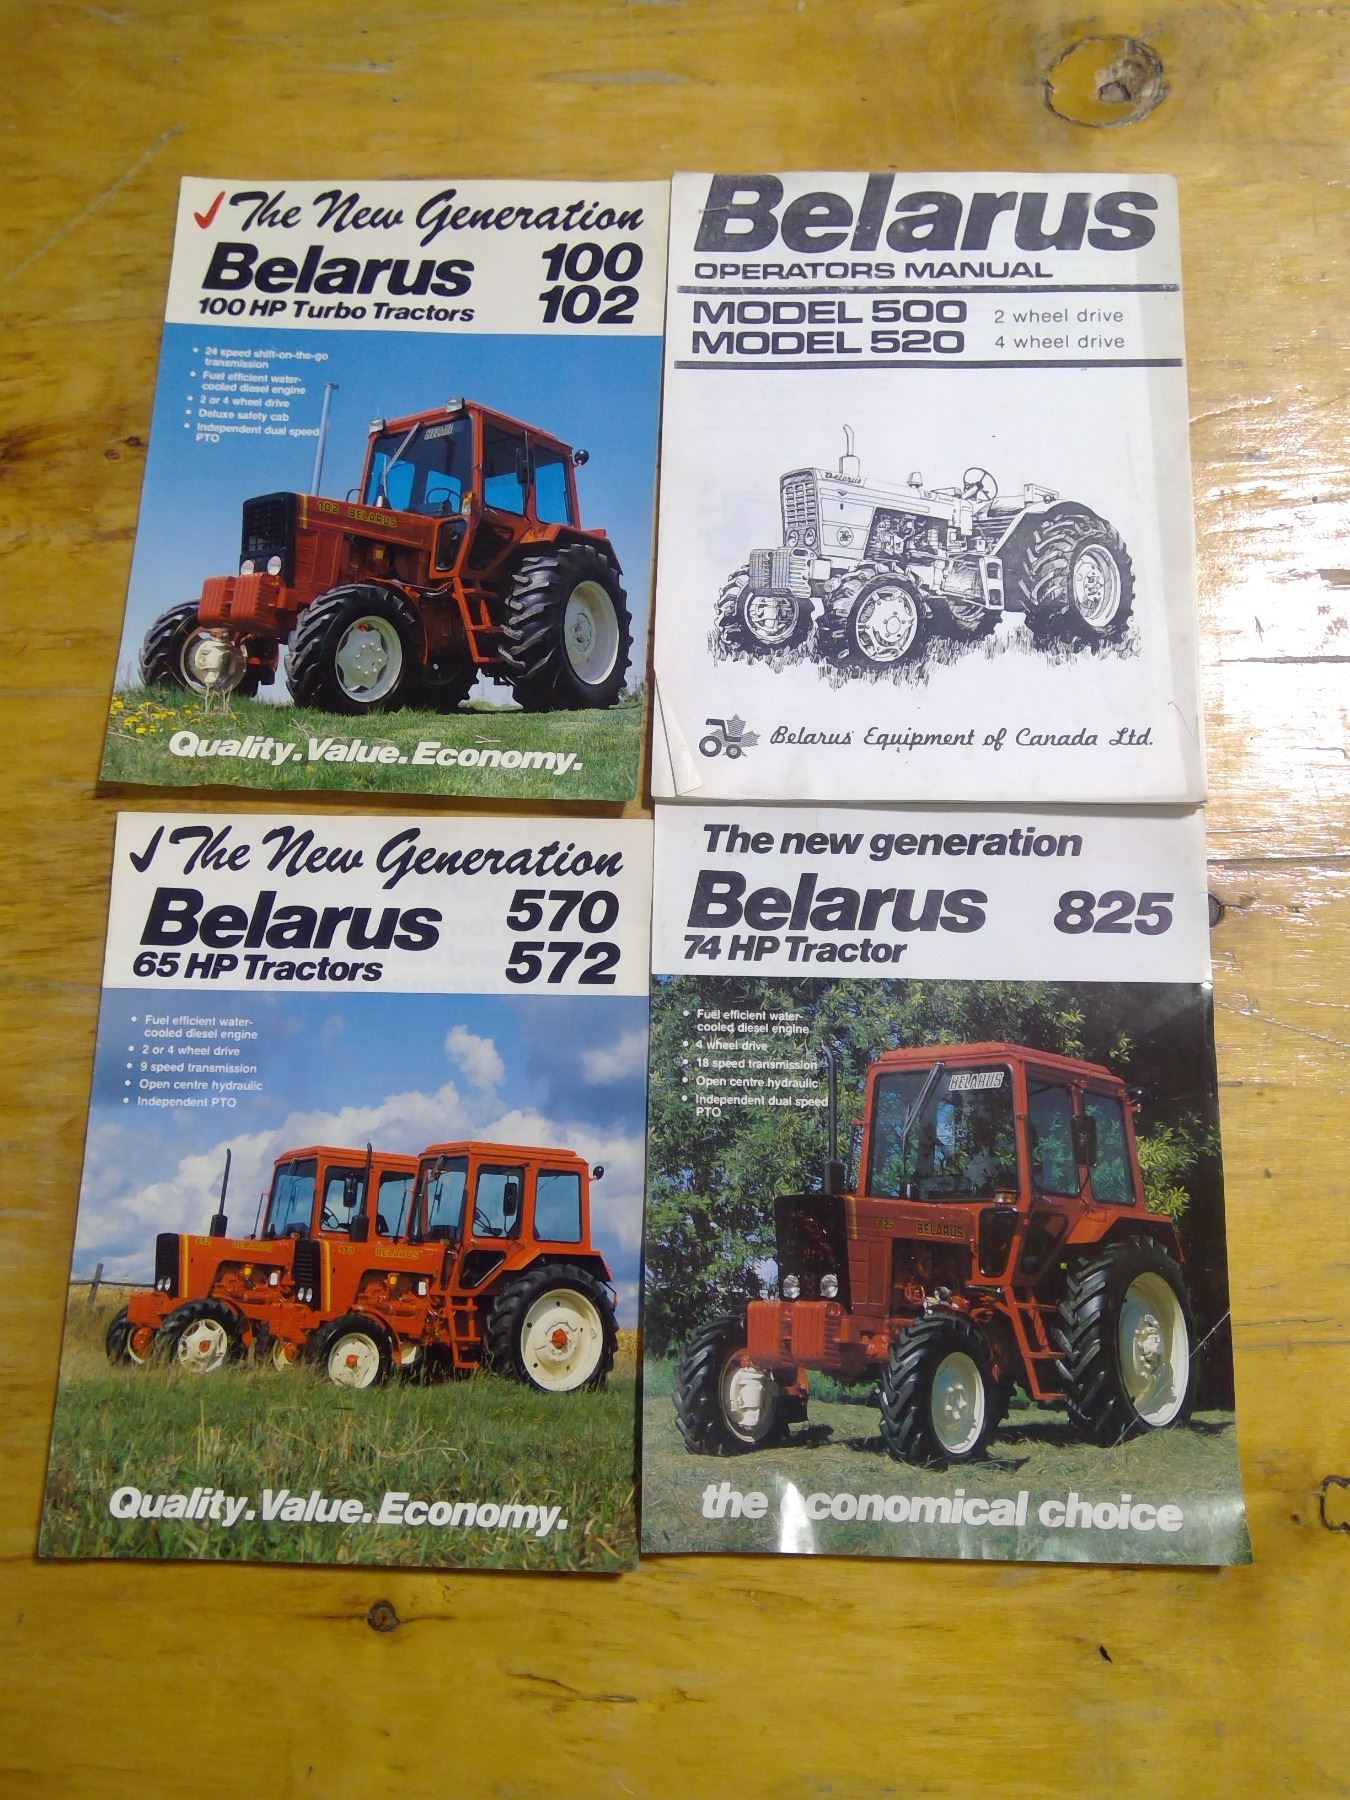 The New Generation
Belarus 100
100 HP Turbo Tractors 102
24 speed shift-on-the-go
transmission
Fuel efficient water-
cooled diesel engine
2 or 4 wheel drive
Deluxe safety cab
Independent dual speed
PTO
BELARUS
102 BELARUS
Quality. Value. Economy.
Belarus
OPERATORS MANUAL
MODEL 500 2 wheel drive
MODEL 520 4 wheel drive
Belarus
Belarus Equipment of Canada Ltd.
The New Generation
Belarus 570
65 HP Tractors 572
Fuel efficient water-
cooled diesel engine
2 or 4 wheel drive
9 speed transmission
Open centre hydraulic
Independent PTO
BELARUS
570 BELARUS
Quality. Value. Economy.
The new generation
Belarus 825
74 HP Tractor
Fuel efficient water-
cooled diesel engine
4 wheel drive
18 speed transmission
Open centre hydraulic
Independent dual speed
PTO
BELARUS
825 BELARUS
the economical choice